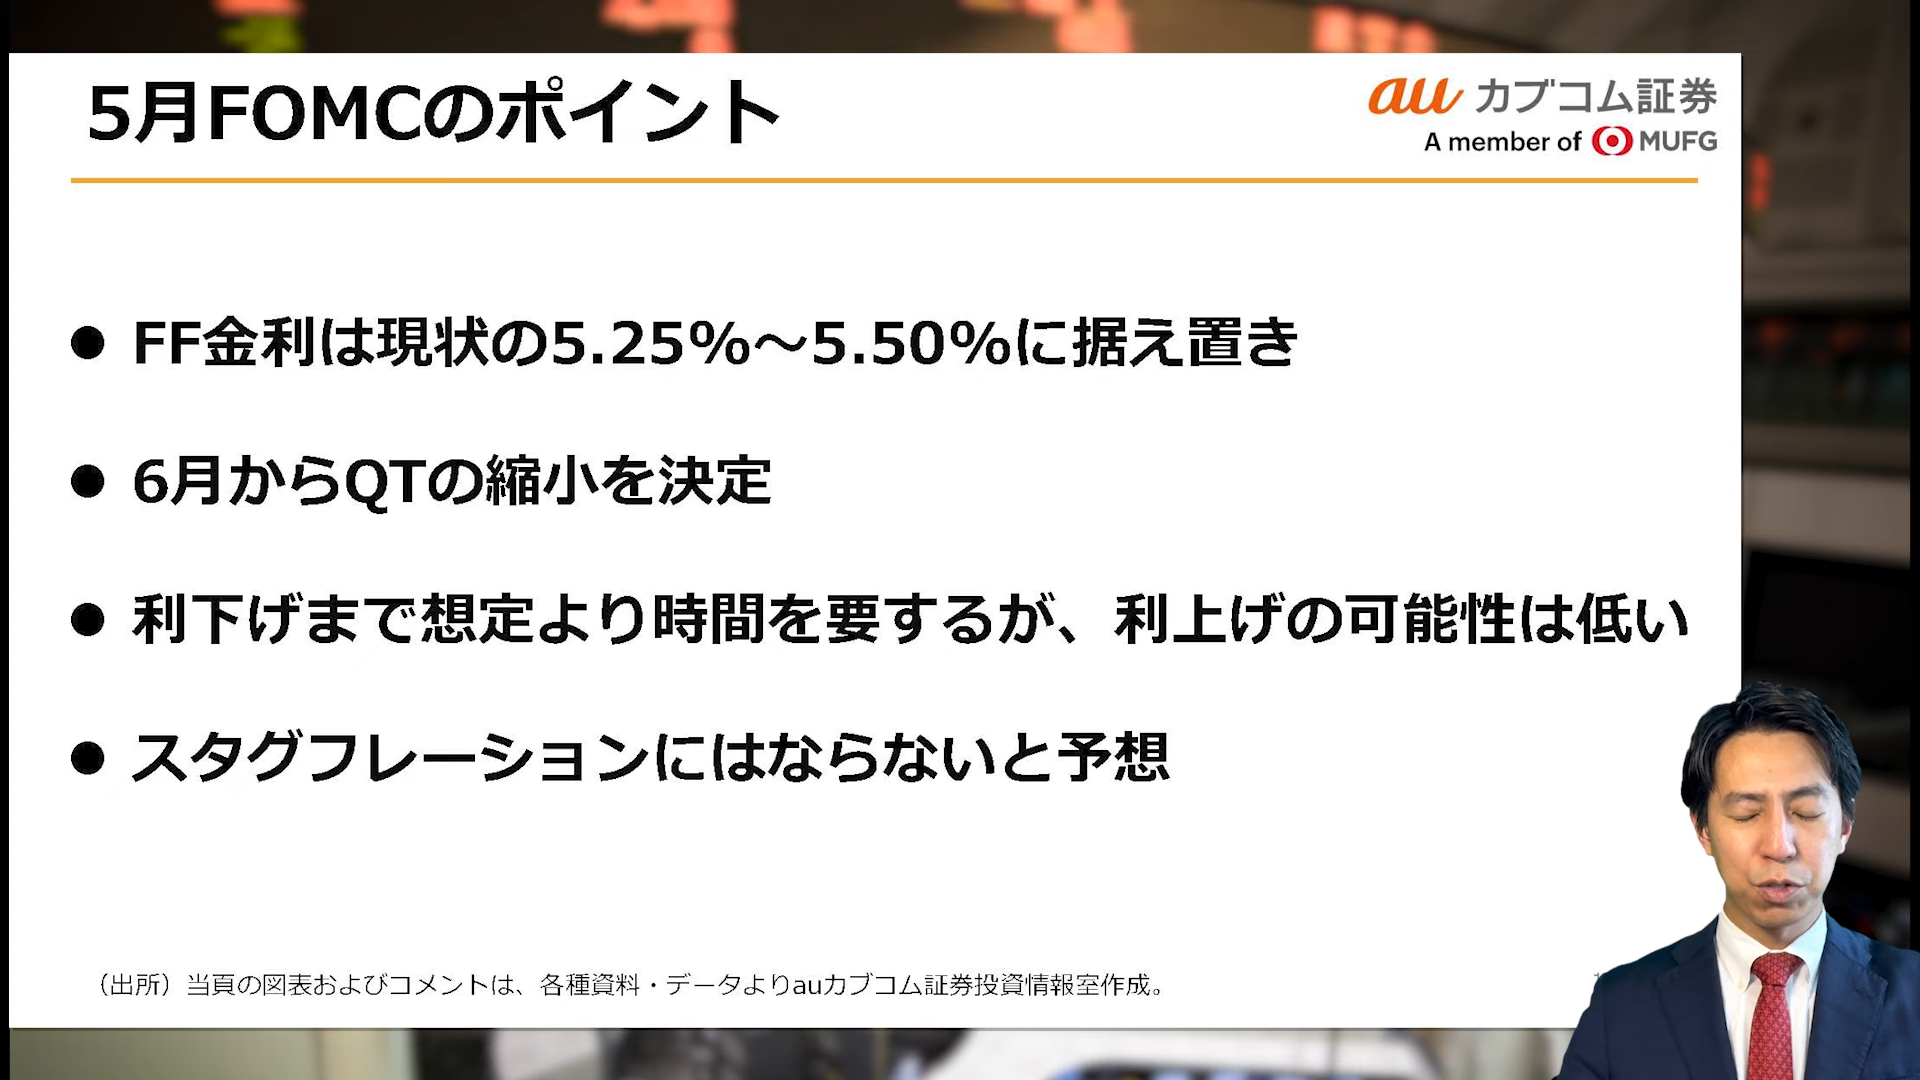 5月FOMCのポイント
au カブコム証券
A member of MUFG
● FF金利は現状の5.25%～5.50%に据え置き
● 6月からQTの縮小を決定
● 利下げまで想定より時間を要するが、利上げの可能性は低い
● スタグフレーションにはならないと予想
（出所）当頁の図表およびコメントは、各種資料・データよりauカブコム証券投資情報室作成。